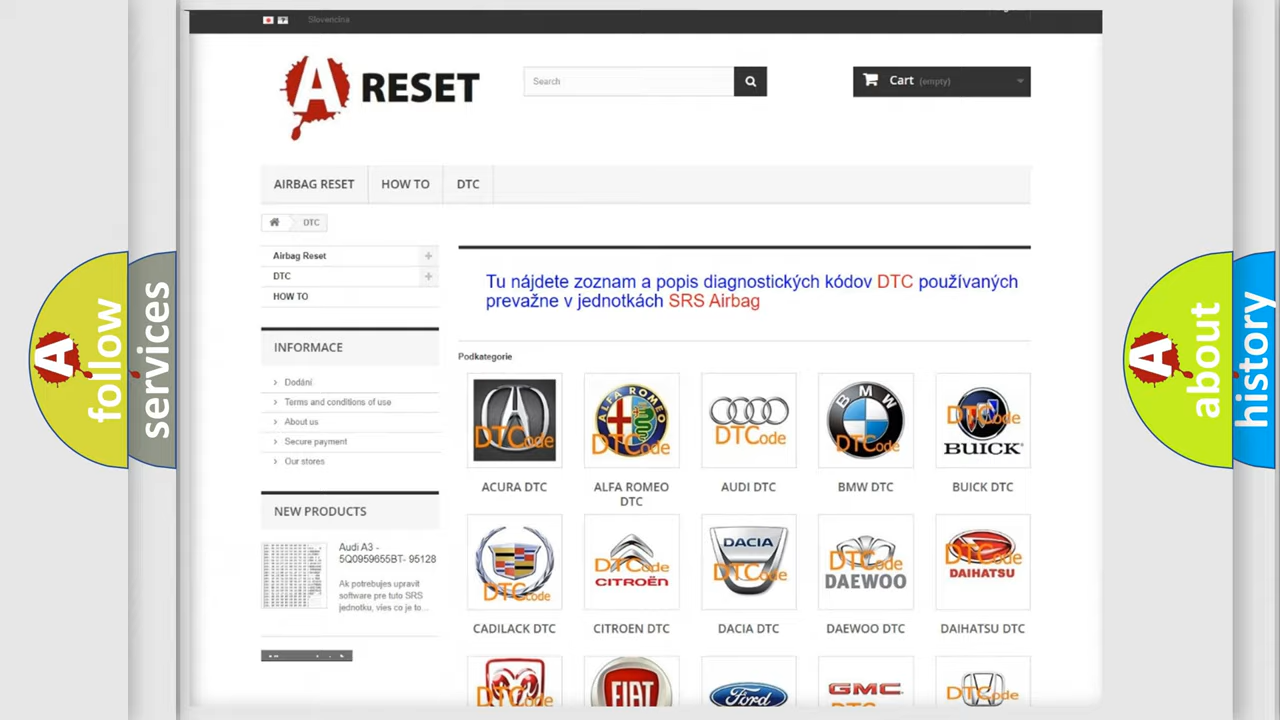 Slovencina
A RESET
Search
Cart (empty)
AIRBAG RESET
HOW TO
DTC
DTC
Airbag Reset
DTC
HOW TO
INFORMACE
Dodání
Terms and conditions of use
About us
Secure payment
Our stores
NEW PRODUCTS
Audi A3 -
5Q0959655BT- 95128
Ak potrebujes upravit
software pre tuto SRS
jednotku, vies co je to...
Tu nájdete zoznam a popis diagnostických kódov DTC používaných
prevažne v jednotkách SRS Airbag
Podkategorie
DTCode
ALFA ROMEO
DTCode
DTCode
BMW
DTCode
DTCode
BUICK
ACURA DTC
ALFA ROMEO
DTC
AUDI DTC
BMW DTC
BUICK DTC
DTCode
DTCode
CITROËN
DACIA
DTCode
DTCode
DAEWOO
DTCode
DAIHATSU
CADILACK DTC
CITROEN DTC
DACIA DTC
DAEWOO DTC
DAIHATSU DTC
DTCode
FIAT
Ford
GMC
DTCode
A follow
services
A about
history